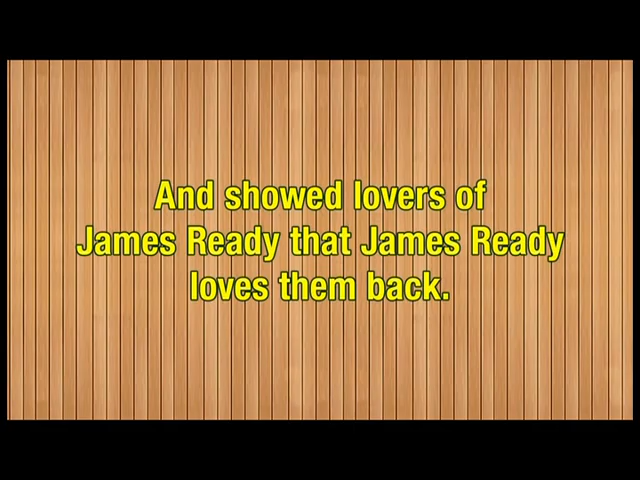 And showed lovers of
James Ready that James Ready
loves them back.